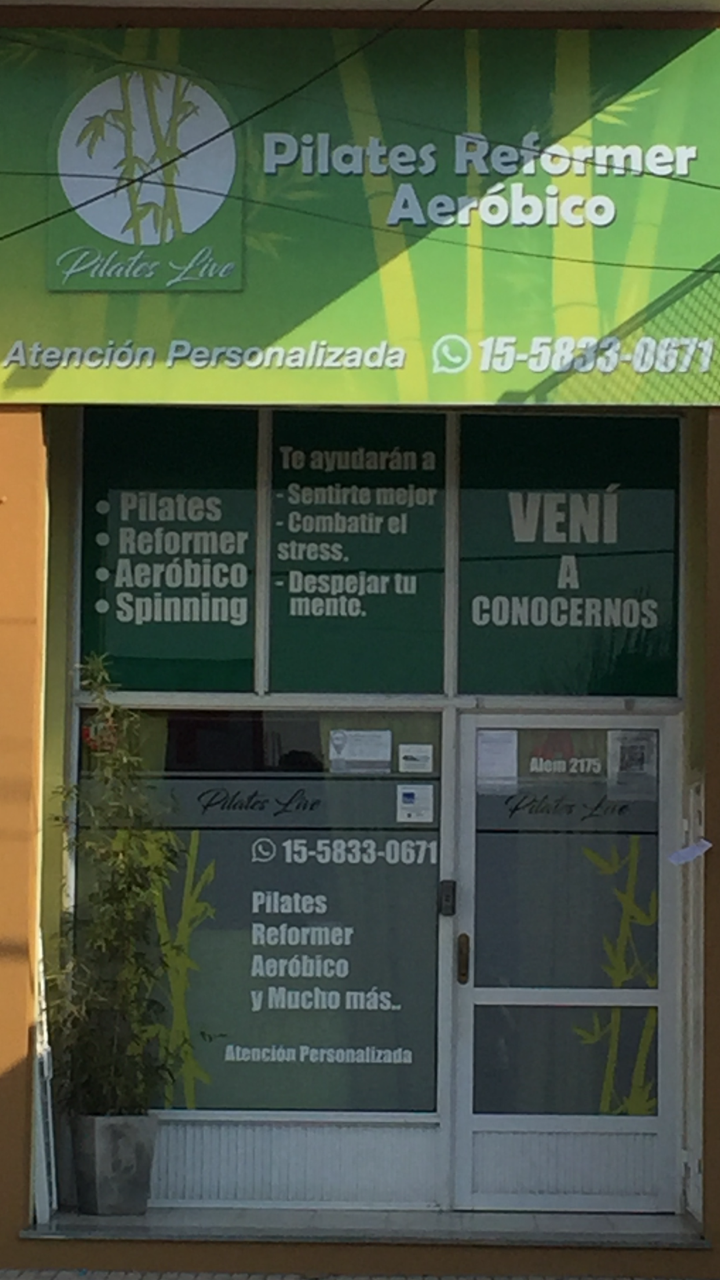 Pilates Reformer
Aeróbico
Pilates Live
Atención Personalizada 15-5833-0671
• Pilates
• Reformer
• Aeróbico
• Spinning
Te ayudarán a
- Sentirte mejor
- Combatir el
stress.
- Despejar tu
mente.
VENÍ
A
CONOCERNOS
Alem 2175
Pilates Live
Pilates Live
15-5833-0671
Pilates
Reformer
Aeróbico
y Mucho más..
Atención Personalizada